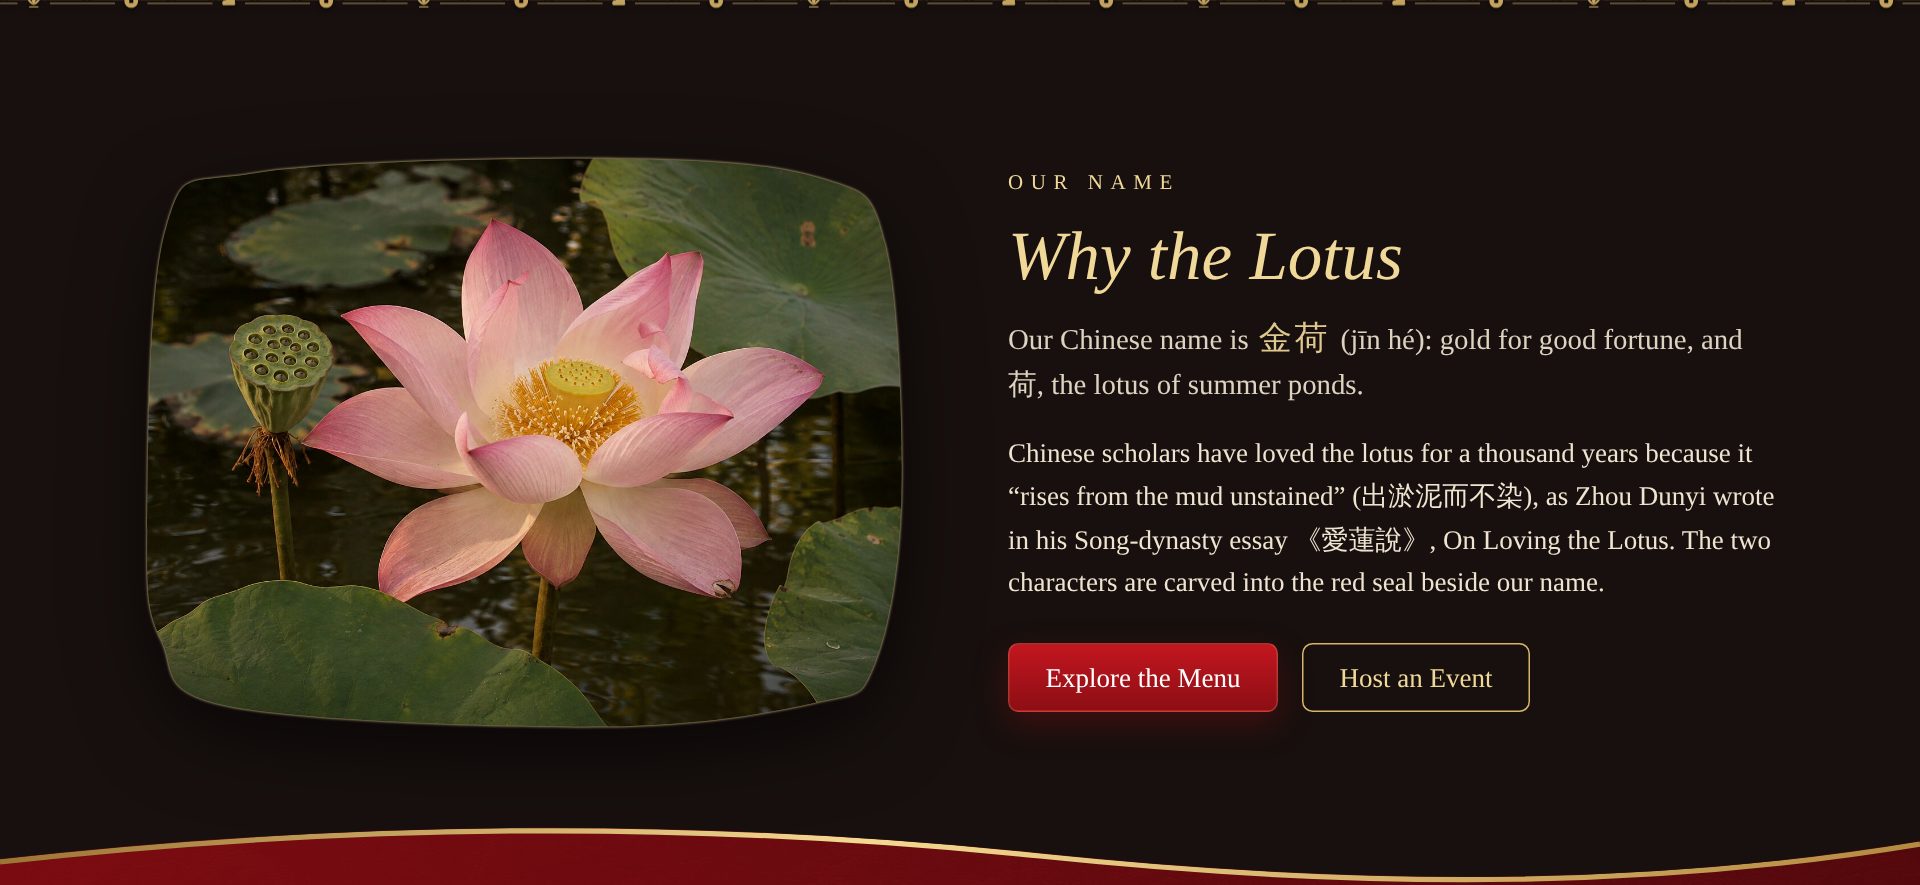 OUR NAME
Why the Lotus
Our Chinese name is 金荷 (jīn hé): gold for good fortune, and
荷, the lotus of summer ponds.
Chinese scholars have loved the lotus for a thousand years because it
“rises from the mud unstained” (出淤泥而不染), as Zhou Dunyi wrote
in his Song-dynasty essay 《愛蓮說》, On Loving the Lotus. The two
characters are carved into the red seal beside our name.
Explore the Menu
Host an Event